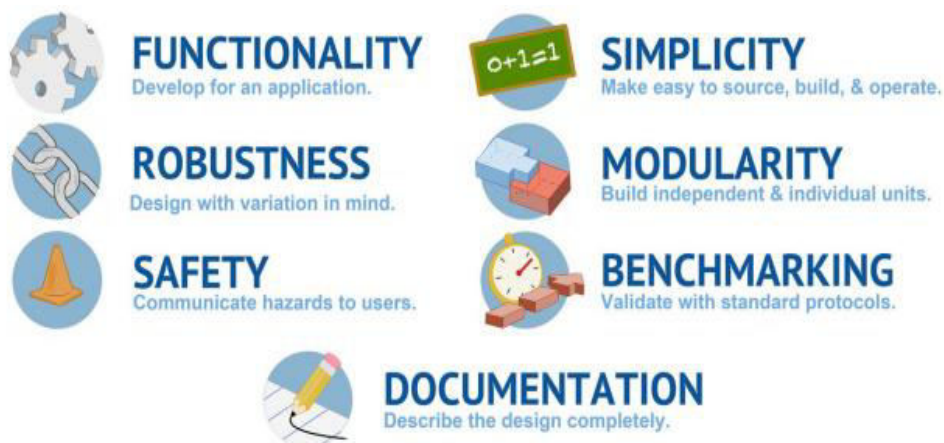 FUNCTIONALITY
Develop for an application.
0+1=1
SIMPLICITY
Make easy to source, build, & operate.
ROBUSTNESS
Design with variation in mind.
MODULARITY
Build independent & individual units.
SAFETY
Communicate hazards to users.
BENCHMARKING
Validate with standard protocols.
DOCUMENTATION
Describe the design completely.